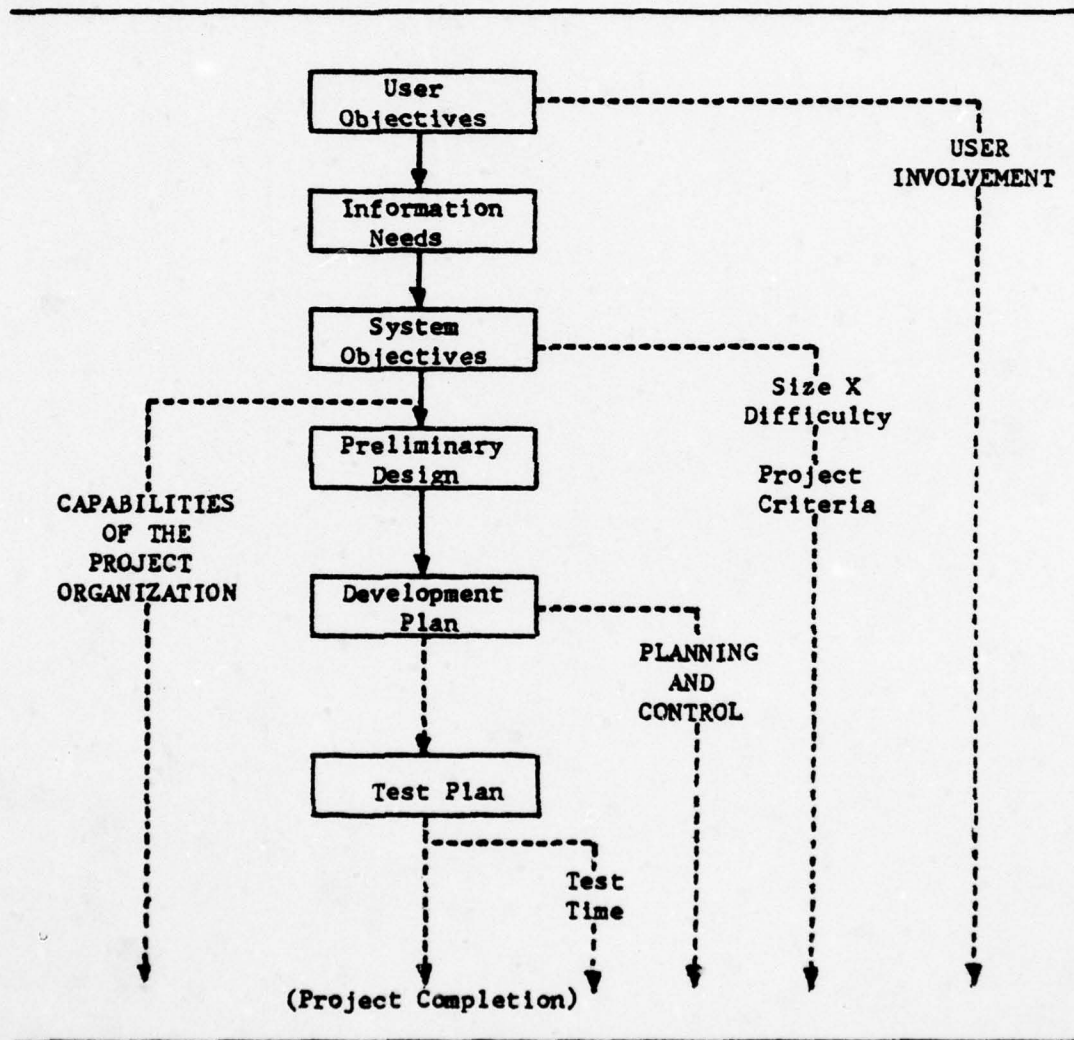 User
Objectives
USER
INVOLVEMENT
Information
Needs
System
Objectives
Size X
Difficulty
Preliminary
Design
Project
Criteria
CAPABILITIES
OF THE
PROJECT
ORGANIZATION
Development
Plan
PLANNING
AND
CONTROL
Test Plan
Test
Time
(Project Completion)